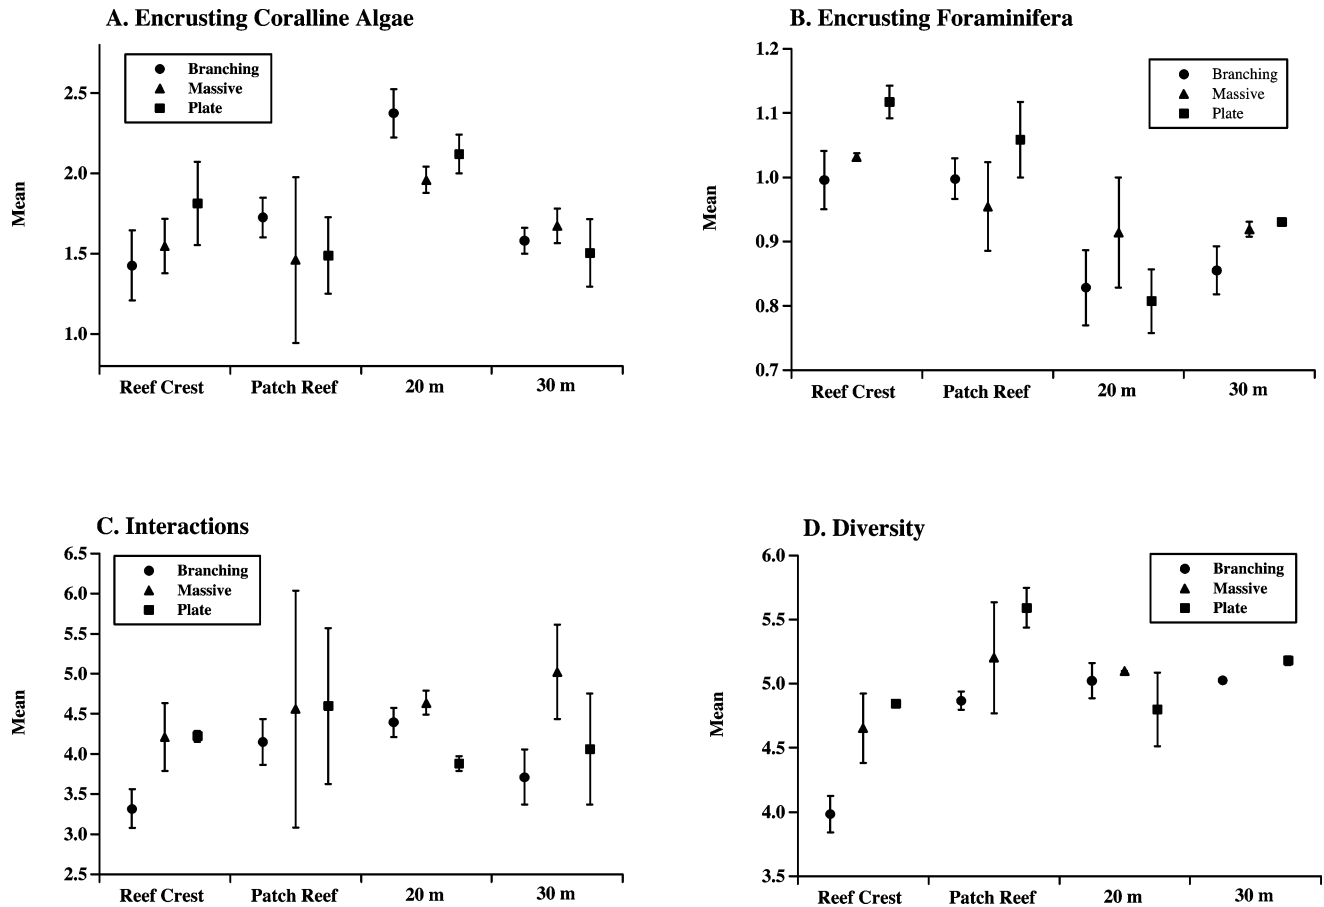 A. Encrusting Coralline Algae
Branching
Massive
Plate
2.5
2.0
1.5
1.0
Mean
Reef Crest Patch Reef 20 m 30 m
B. Encrusting Foraminifera
1.2
1.1
1.0
0.9
0.8
0.7
Branching
Massive
Plate
Mean
Reef Crest Patch Reef 20 m 30 m
C. Interactions
6.5
6.0
5.5
5.0
4.5
4.0
3.5
3.0
2.5
Branching
Massive
Plate
Mean
Reef Crest Patch Reef 20 m 30 m
D. Diversity
6.0
5.5
5.0
4.5
4.0
3.5
Branching
Massive
Plate
Mean
Reef Crest Patch Reef 20 m 30 m